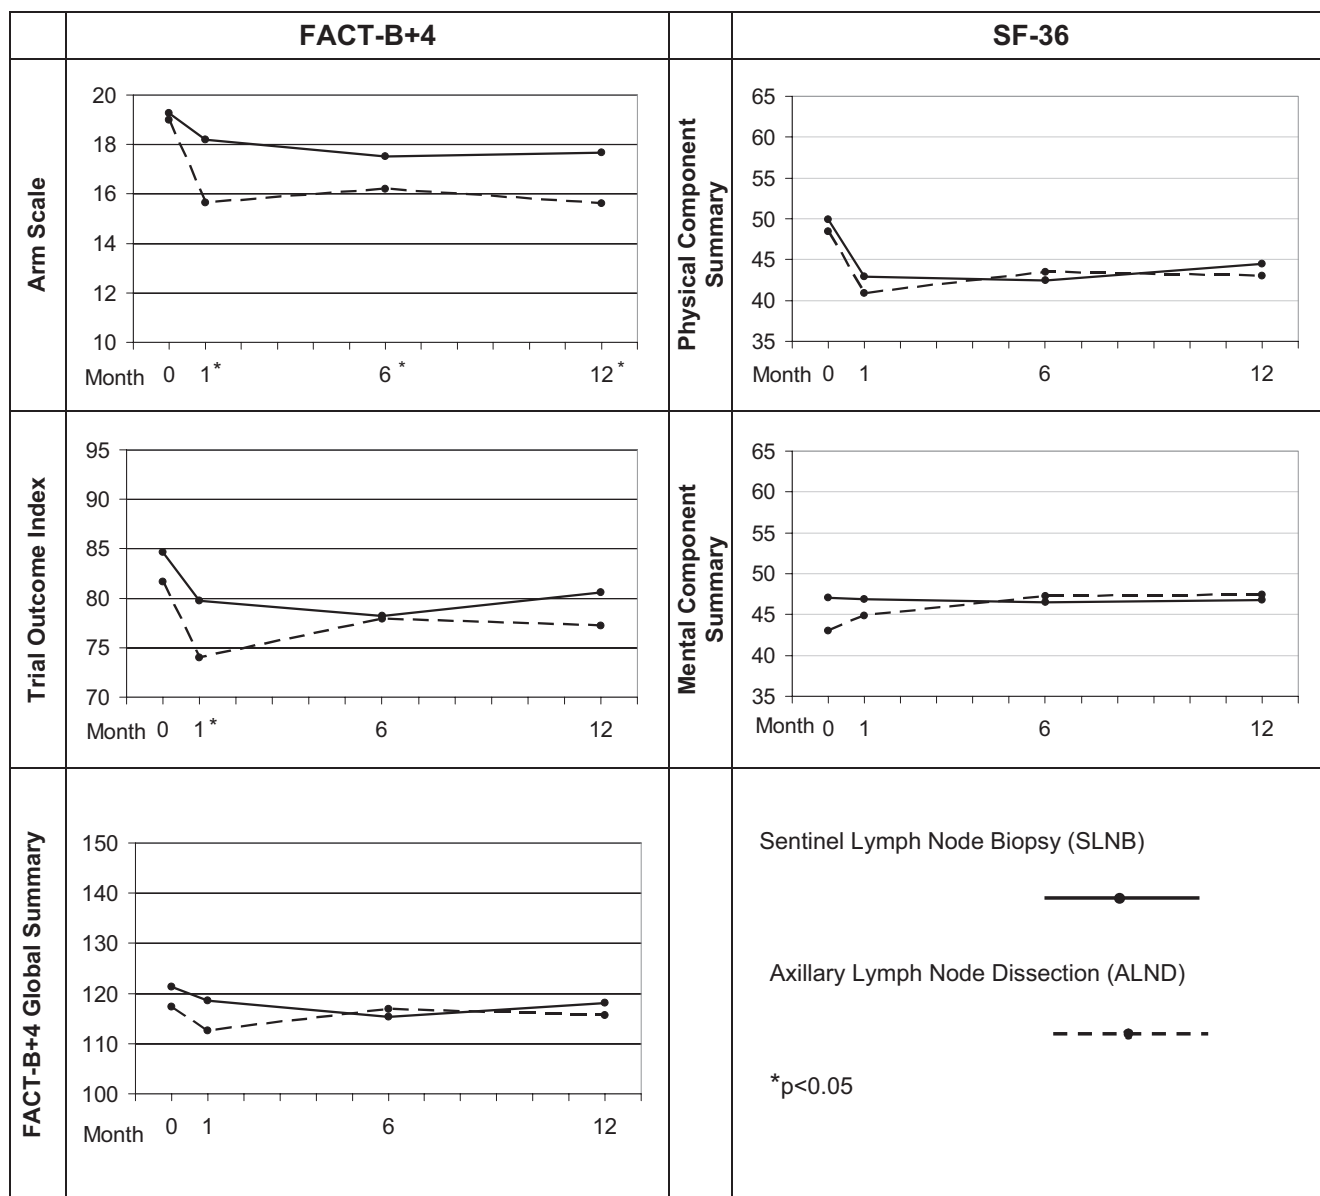 FACT-B+4
SF-36
Arm Scale
20
18
16
14
12
10
Month 0 1* 6* 12*
Physical Component
Summary
65
60
55
50
45
40
35
Month 0 1 6 12
Trial Outcome Index
95
90
85
80
75
70
Month 0 1* 6 12
Mental Component
Summary
65
60
55
50
45
40
35
Month 0 1 6 12
FACT-B+4 Global Summary
150
140
130
120
110
100
Month 0 1 6 12
Sentinel Lymph Node Biopsy (SLNB)
Axillary Lymph Node Dissection (ALND)
*p<0.05